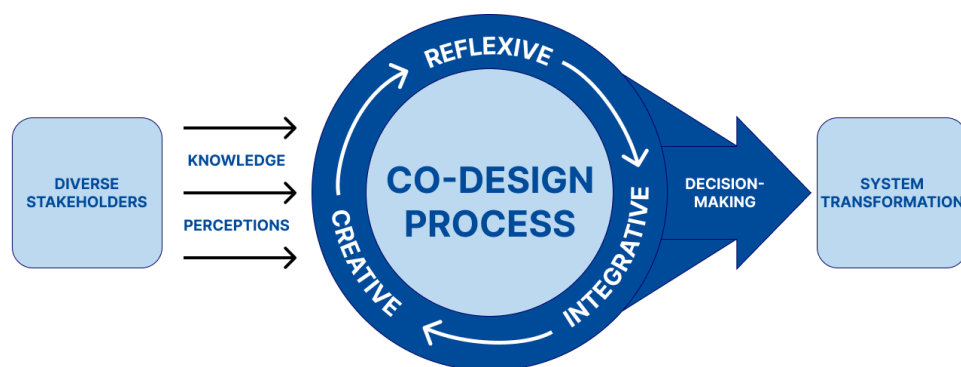 DIVERSE
STAKEHOLDERS
KNOWLEDGE
PERCEPTIONS
REFLEXIVE
INTEGRATIVE
CREATIVE
CO-DESIGN
PROCESS
DECISION-
MAKING
SYSTEM
TRANSFORMATION